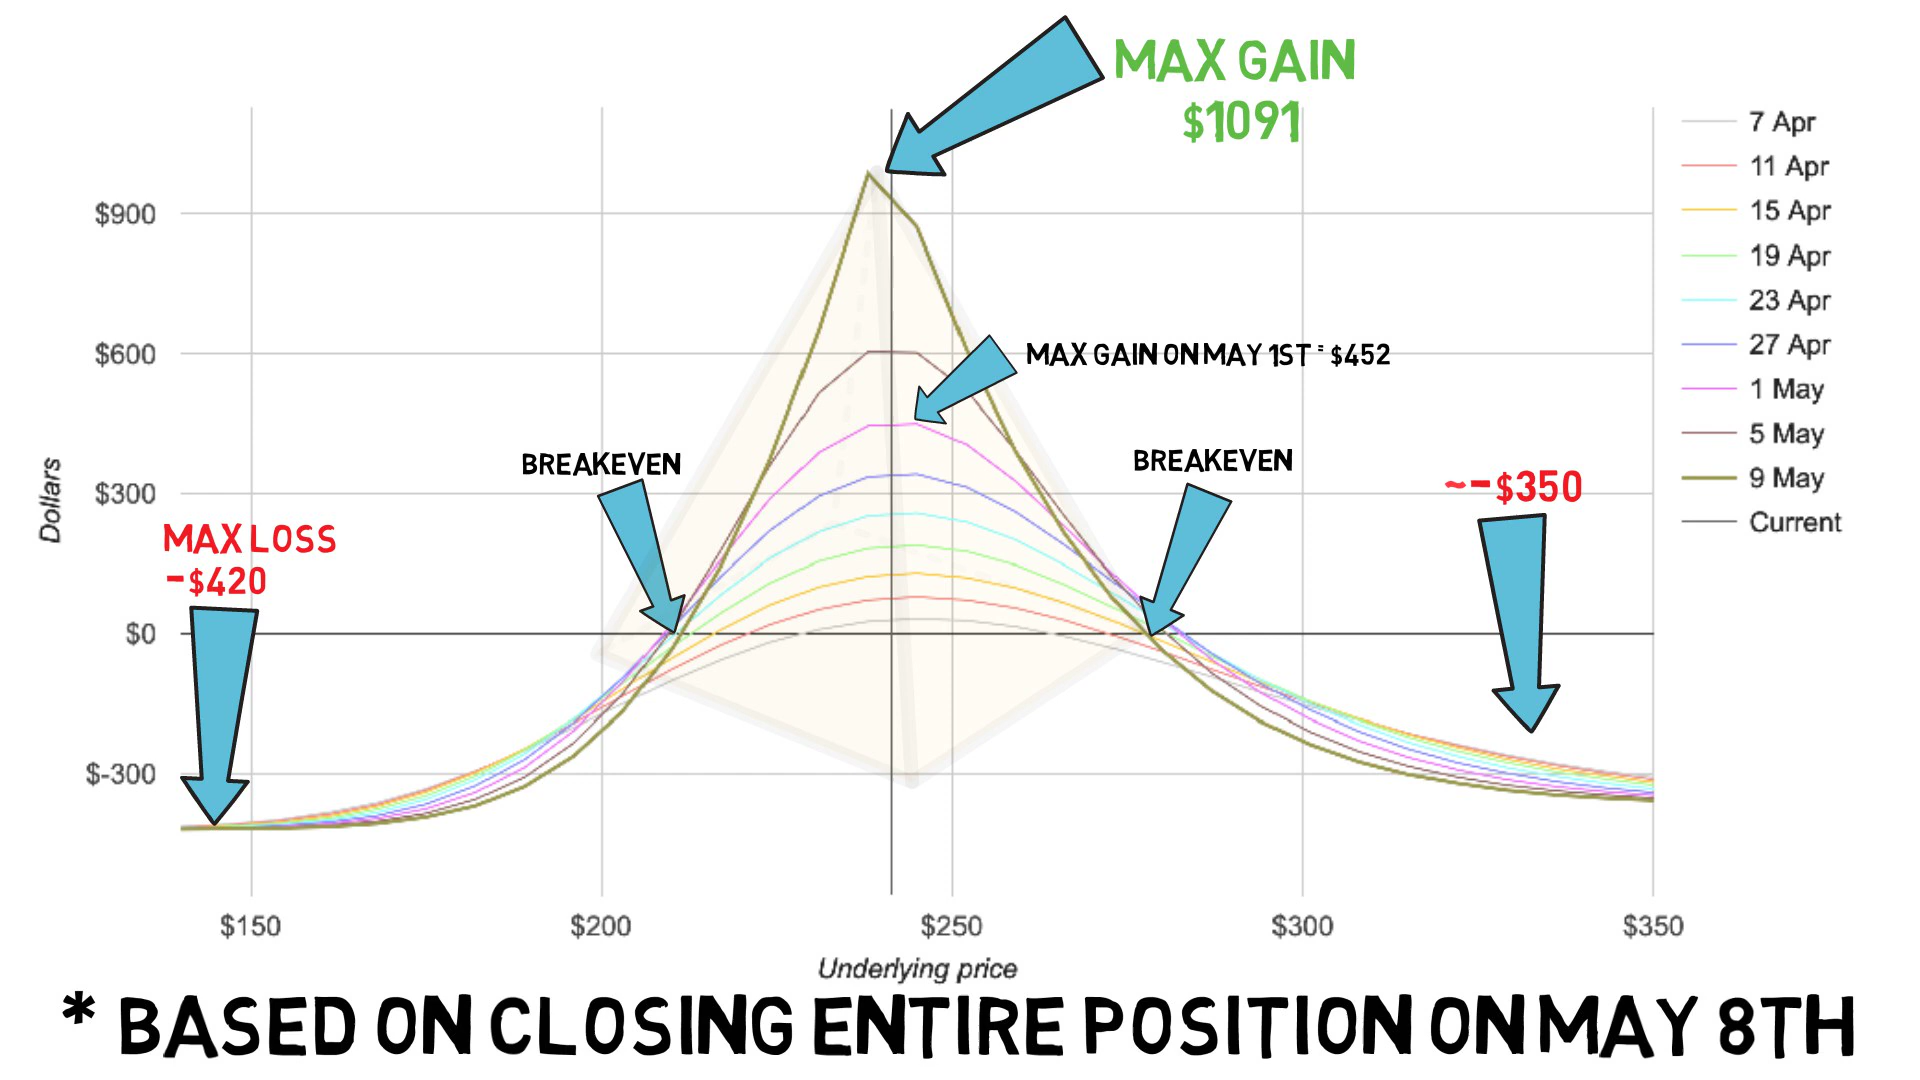 MAX GAIN
$1091
7 Apr
11 Apr
15 Apr
19 Apr
23 Apr
27 Apr
1 May
5 May
9 May
Current
$900
$600
$300
$0
$-300
Dollars
MAX GAIN ON MAY 1ST = $452
BREAKEVEN
BREAKEVEN
~-$350
MAX LOSS
-$420
$150
$200
$250
$300
$350
Underlying price
* BASED ON CLOSING ENTIRE POSITION ON MAY 8TH